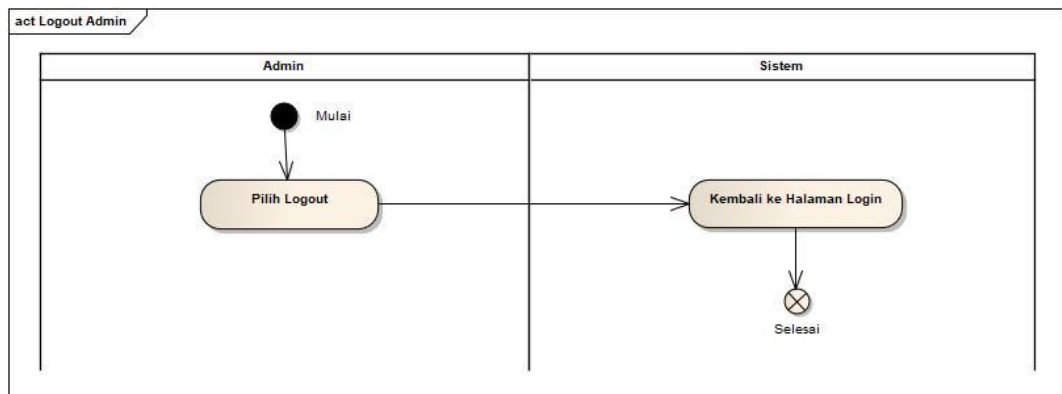 act Logout Admin
Admin
Sistem
Mulai
Pilih Logout
Kembali ke Halaman Login
Selesai